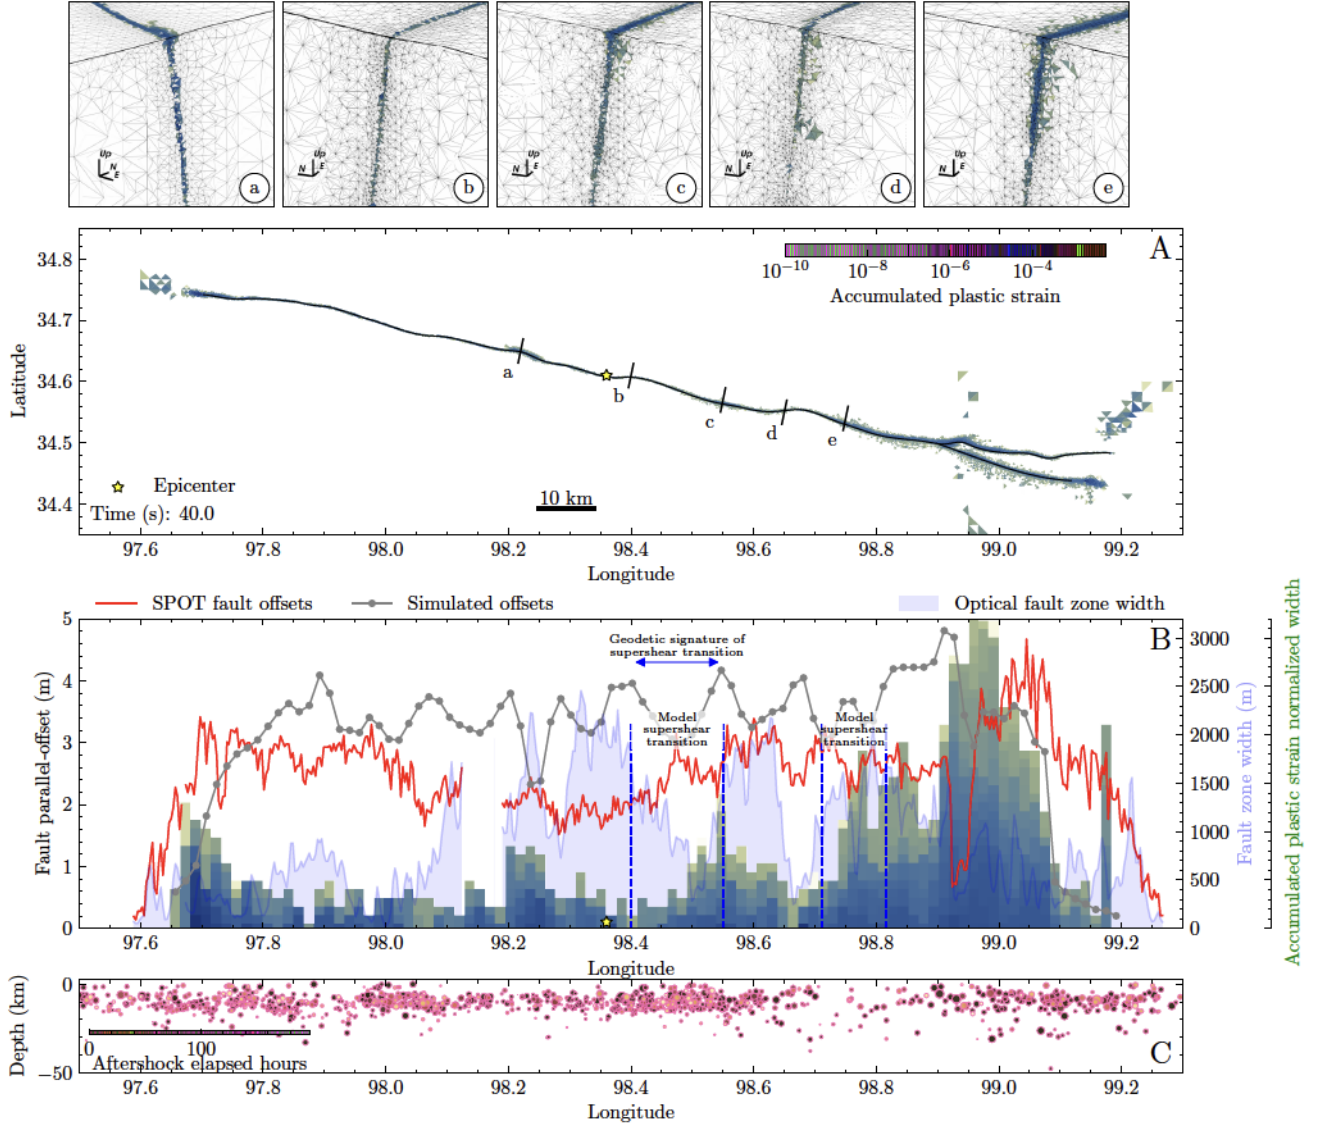 Up
N
E
a
Up
N
E
b
Up
N
E
c
Up
N
E
d
Up
N
E
e
A
34.8
34.7
34.6
34.5
34.4
Latitude
10⁻¹⁰
10⁻⁸
10⁻⁶
10⁻⁴
Accumulated plastic strain
a
b
c
d
e
Epicenter
Time (s): 40.0
10 km
97.6
97.8
98.0
98.2
98.4
98.6
98.8
99.0
99.2
Longitude
SPOT fault offsets
Simulated offsets
Optical fault zone width
B
5
4
3
2
1
0
Fault parallel-offset (m)
Geodetic signature of
supershear transition
Model
supershear
transition
Model
supershear
transition
3000
2500
2000
1500
1000
500
0
Fault zone width (m)
Accumulated plastic strain normalized width
97.6
97.8
98.0
98.2
98.4
98.6
98.8
99.0
99.2
Longitude
C
0
−50
Depth (km)
0
100
Aftershock elapsed hours
97.6
97.8
98.0
98.2
98.4
98.6
98.8
99.0
99.2
Longitude